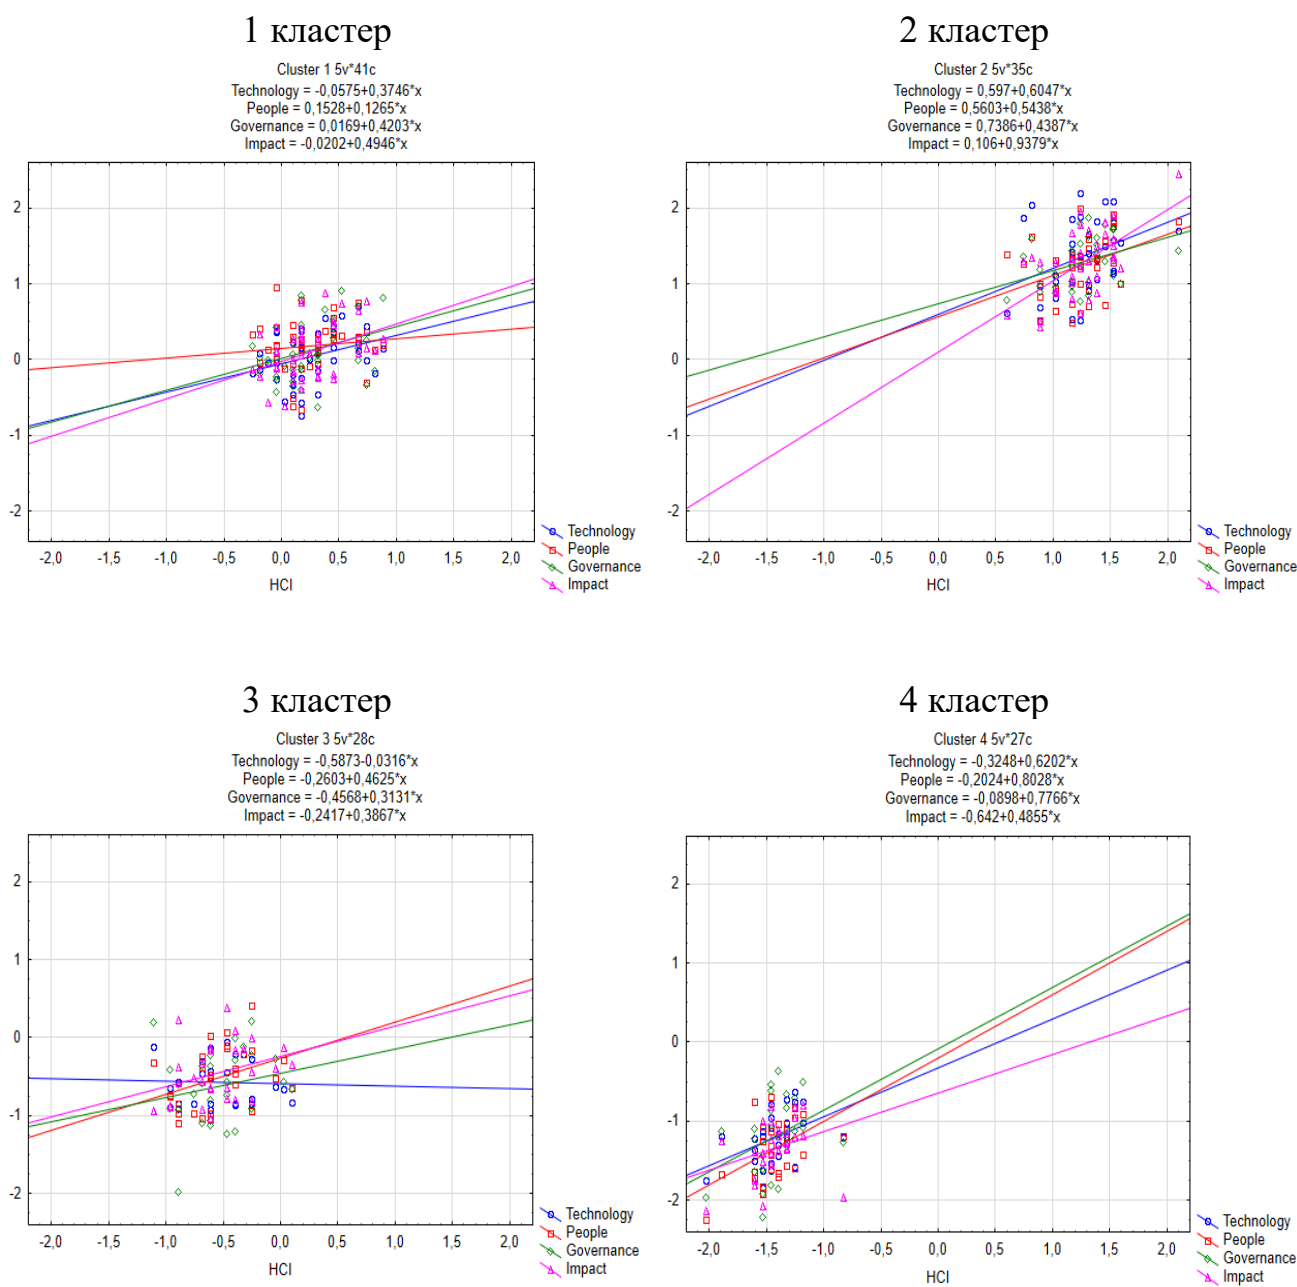 1 кластер
Cluster 1 5v*41c
Technology = -0,0575+0,3746*x
People = 0,1528+0,1265*x
Governance = 0,0169+0,4203*x
Impact = -0,0202+0,4946*x
2
1
0
-1
-2
-2,0 -1,5 -1,0 -0,5 0,0 0,5 1,0 1,5 2,0
HCI
Technology
People
Governance
Impact
2 кластер
Cluster 2 5v*35c
Technology = 0,597+0,6047*x
People = 0,5603+0,5438*x
Governance = 0,7386+0,4387*x
Impact = 0,106+0,9379*x
2
1
0
-1
-2
-2,0 -1,5 -1,0 -0,5 0,0 0,5 1,0 1,5 2,0
HCI
Technology
People
Governance
Impact
3 кластер
Cluster 3 5v*28c
Technology = -0,5873-0,0316*x
People = -0,2603+0,4625*x
Governance = -0,4568+0,3131*x
Impact = -0,2417+0,3867*x
2
1
0
-1
-2
-2,0 -1,5 -1,0 -0,5 0,0 0,5 1,0 1,5 2,0
HCI
Technology
People
Governance
Impact
4 кластер
Cluster 4 5v*27c
Technology = -0,3248+0,6202*x
People = -0,2024+0,8028*x
Governance = -0,0898+0,7766*x
Impact = -0,642+0,4855*x
2
1
0
-1
-2
-2,0 -1,5 -1,0 -0,5 0,0 0,5 1,0 1,5 2,0
HCI
Technology
People
Governance
Impact